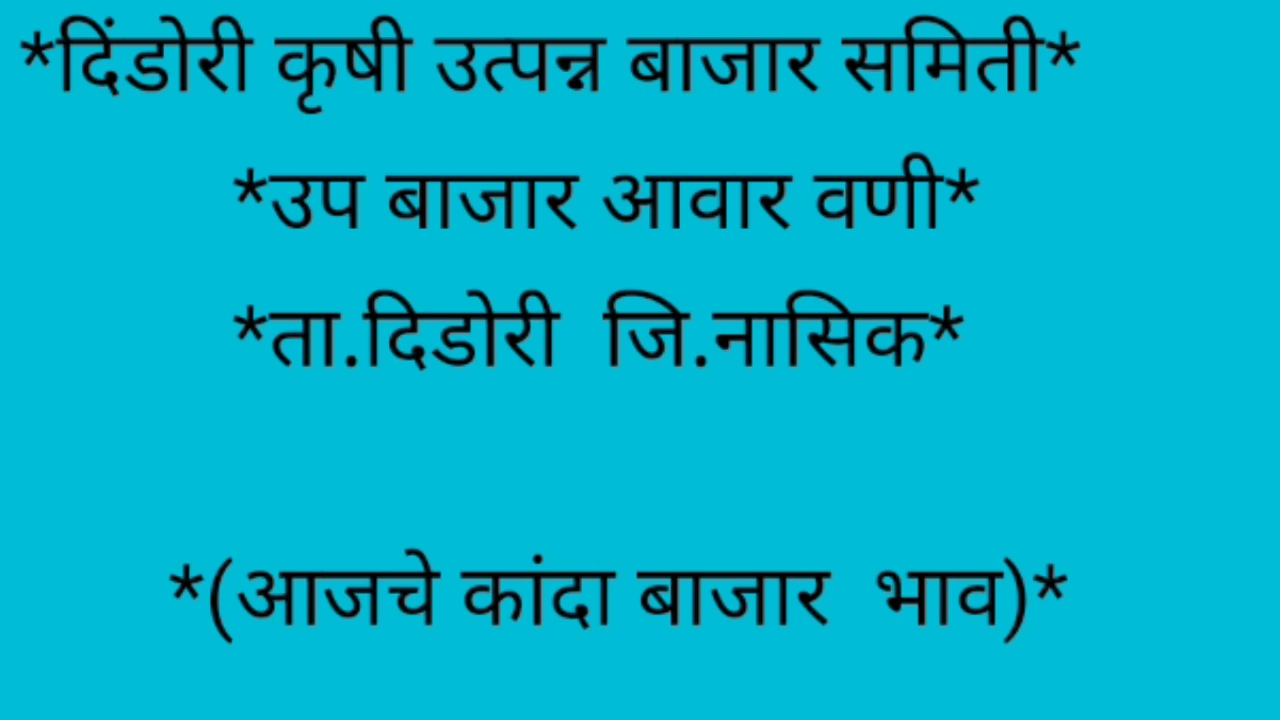 *दिंडोरी कृषी उत्पन्न बाजार समिती*
*उप बाजार आवार वणी*
*ता.दिडोरी जि.नासिक*
*(आजचे कांदा बाजार भाव)*